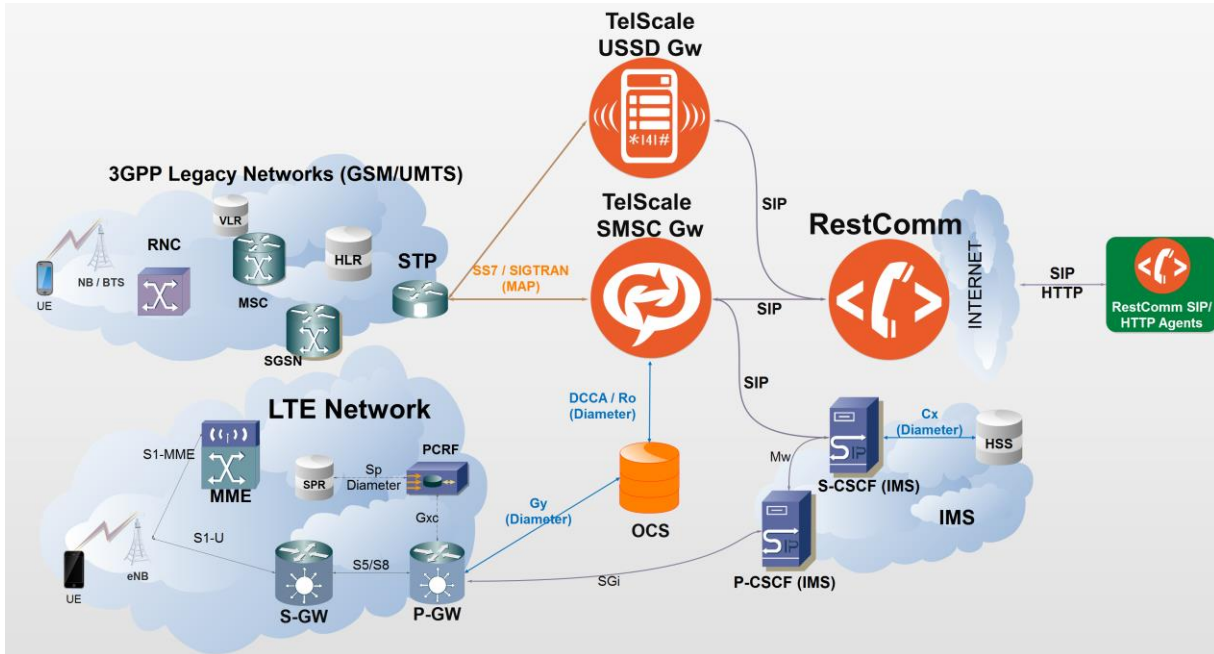 TelScale
USSD Gw
*141#
3GPP Legacy Networks (GSM/UMTS)
VLR
RNC
NB / BTS
UE
MSC
HLR
STP
SGSN
SS7 / SIGTRAN
(MAP)
TelScale
SMSC Gw
SIP
RestComm
SIP
INTERNET
SIP
HTTP
RestComm SIP/
HTTP Agents
LTE Network
S1-MME
MME
SPR
Sp
Diameter
PCRF
Gxc
S1-U
eNB
UE
S-GW
S5/S8
P-GW
DCCA / Ro
(Diameter)
Gy
(Diameter)
OCS
SIP
SIP
S-CSCF (IMS)
Cx
(Diameter)
HSS
Mw
IMS
SIP
P-CSCF (IMS)
SGi